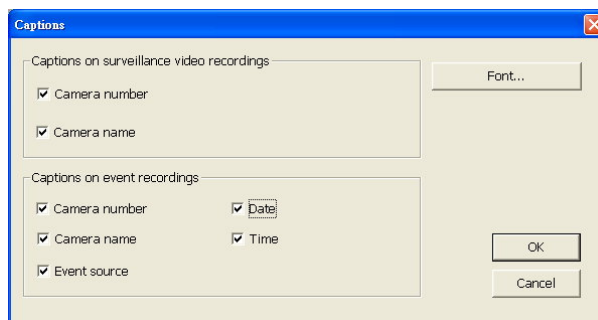 Captions
Captions on surveillance video recordings
Camera number
Camera name
Font...
Captions on event recordings
Camera number
Date
Camera name
Time
Event source
OK
Cancel